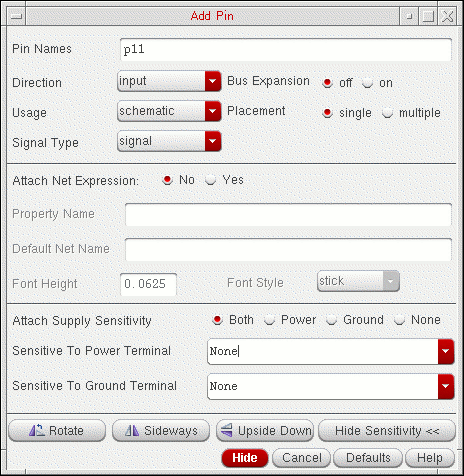 Add Pin
Pin Names p11
Direction input Bus Expansion off on
Usage schematic Placement single multiple
Signal Type signal
Attach Net Expression: No Yes
Property Name
Default Net Name
Font Height 0.0625 Font Style stick
Attach Supply Sensitivity Both Power Ground None
Sensitive To Power Terminal None
Sensitive To Ground Terminal None
Rotate Sideways Upside Down Hide Sensitivity <<
Hide Cancel Defaults Help